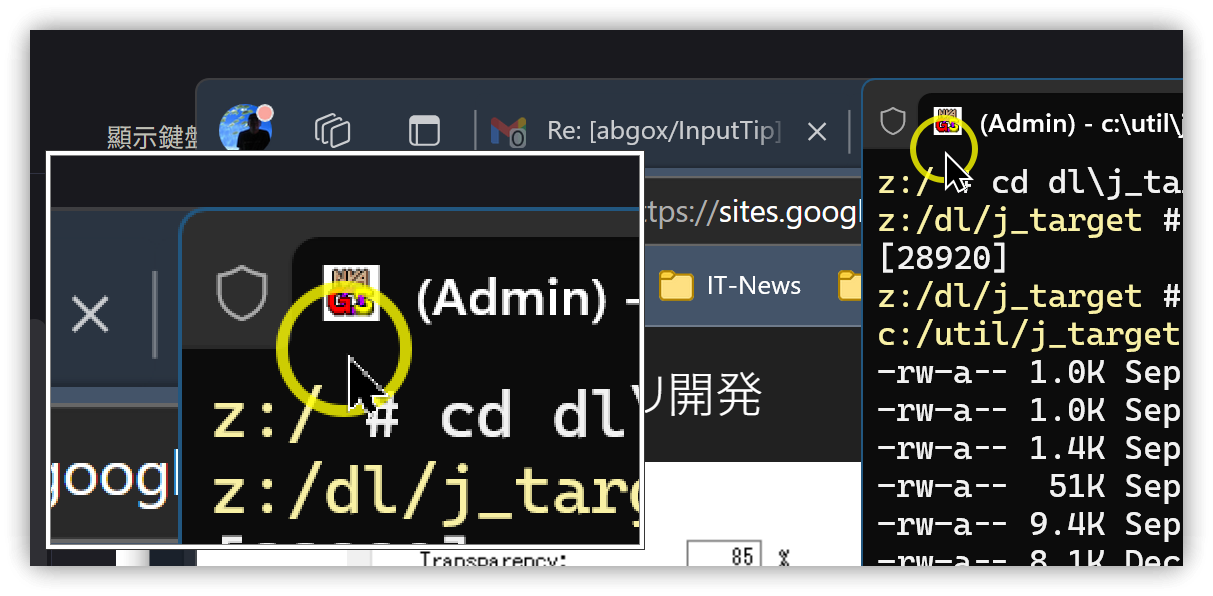 顯示鍵盤
Re: [abgox/InputTip]
(Admin) - c:\util\j
ttps://sites.googl
IT-News
リ開発
z:/ # cd dl\j_ta
z:/dl/j_target #
[28920]
z:/dl/j_target #
c:/util/j_target
-rw-a-- 1.0K Sep
-rw-a-- 1.0K Sep
-rw-a-- 1.4K Sep
-rw-a-- 51K Sep
-rw-a-- 9.4K Sep
-rw-a-- 8.1K Dec
(Admin) -
z:/ # cd dl\
z:/dl/j_targ
googl
Transparency:
85 %